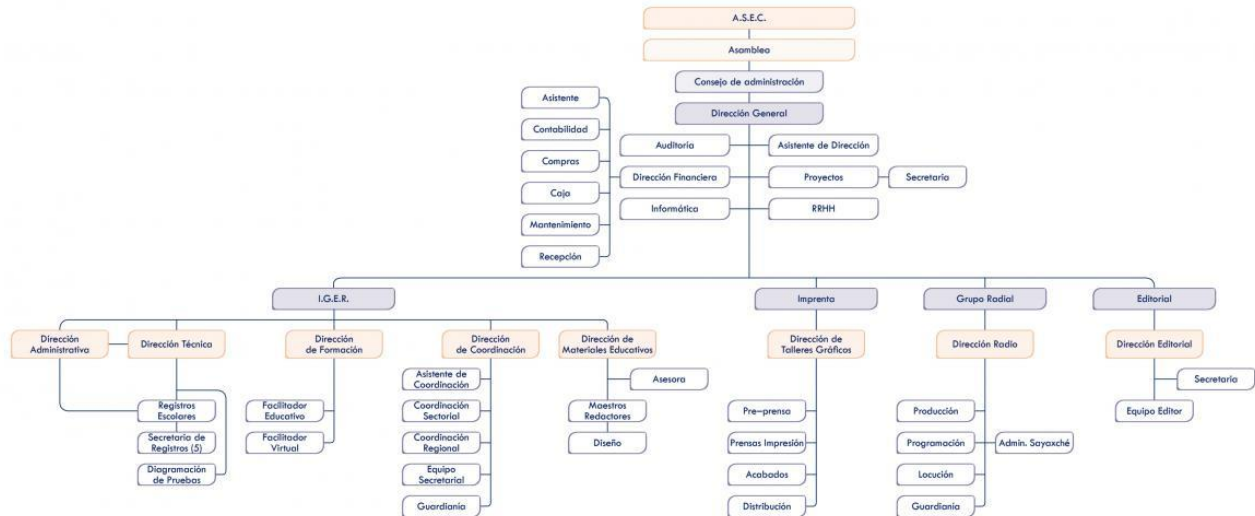 A.S.E.C.
Asamblea
Consejo de administración
Dirección General
Asistente
Contabilidad
Compras
Caja
Mantenimiento
Recepción
Auditoría
Asistente de Dirección
Dirección Financiera
Proyectos
Secretaria
Informática
RRHH
I.G.E.R.
Imprenta
Grupo Radial
Editorial
Dirección
Administrativa
Dirección Técnica
Dirección
de Formación
Dirección
de Coordinación
Dirección de
Materiales Educativos
Dirección de
Talleres Gráficos
Dirección Radio
Dirección Editorial
Registros
Escolares
Secretaria de
Registros (5)
Diagramación
de Pruebas
Facilitador
Educativo
Facilitador
Virtual
Asistente de
Coordinación
Coordinación
Sectorial
Coordinación
Regional
Equipo
Secretarial
Guardianía
Asesora
Maestros
Redactores
Diseño
Pre–prensa
Prensas Impresión
Acabados
Distribución
Producción
Programación
Admin. Sayaxché
Locución
Guardianía
Secretaria
Equipo Editor